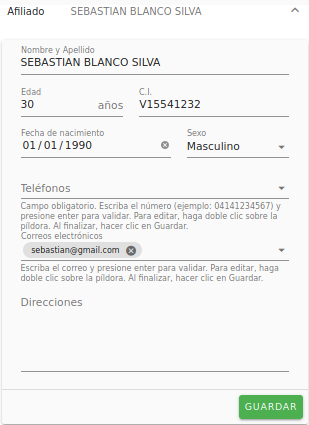 Afiliado SEBASTIAN BLANCO SILVA
Nombre y Apellido
SEBASTIAN BLANCO SILVA
Edad C.I.
30 años V15541232
Fecha de nacimiento Sexo
01/01/1990 Masculino
Teléfonos
Campo obligatorio. Escriba el número (ejemplo: 04141234567) y
presione enter para validar. Para editar, haga doble clic sobre la
píldora. Al finalizar, hacer clic en Guardar.
Correos electrónicos
sebastian@gmail.com
Escriba el correo y presione enter para validar. Para editar, haga
doble clic sobre la píldora. Al finalizar, hacer clic en Guardar.
Direcciones
GUARDAR